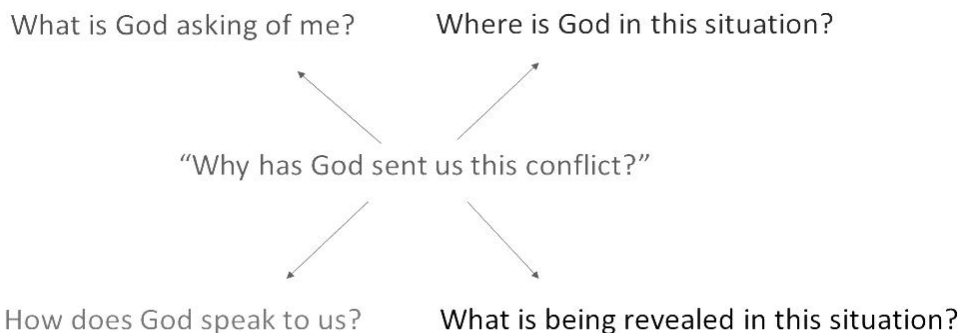 What is God asking of me?
Where is God in this situation?
“Why has God sent us this conflict?”
How does God speak to us?
What is being revealed in this situation?